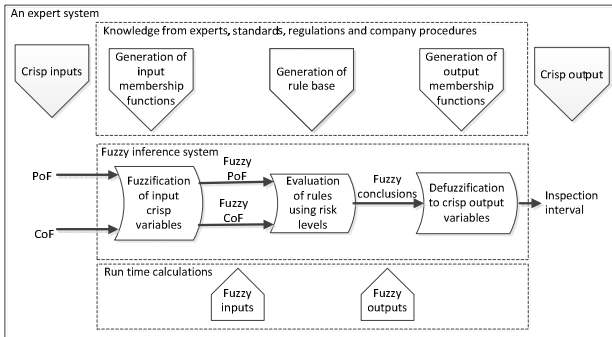 An expert system
Knowledge from experts, standards, regulations and company procedures
Crisp inputs
Generation of
input
membership
functions
Generation of
rule base
Generation of
output
membership
functions
Crisp output
Fuzzy inference system
PoF
CoF
Fuzzification
of input
crisp
variables
Fuzzy
PoF
Fuzzy
CoF
Evaluation
of rules
using risk
levels
Fuzzy
conclusions
Defuzzification
to crisp output
variables
Inspection
interval
Run time calculations
Fuzzy
inputs
Fuzzy
outputs